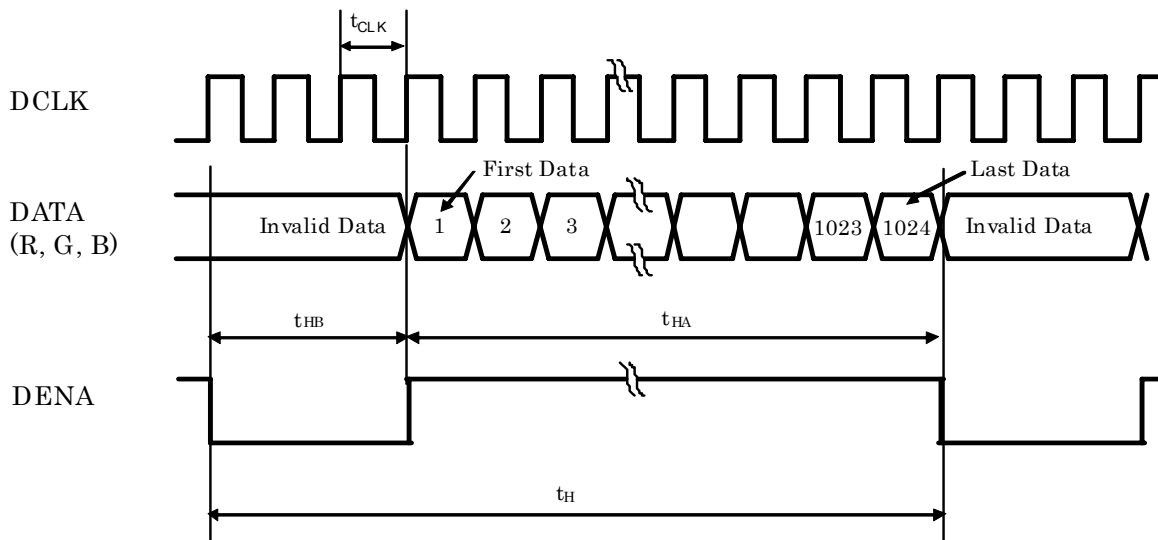 tCLK
DCLK
First Data
Last Data
DATA
(R, G, B)
Invalid Data
1
2
3
1023
1024
Invalid Data
tHB
tHA
DENA
tH